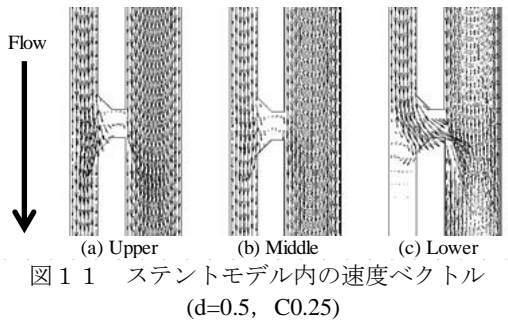 Flow
(a) Upper (b) Middle (c) Lower
図11 ステントモデル内の速度ベクトル
(d=0.5, C0.25)